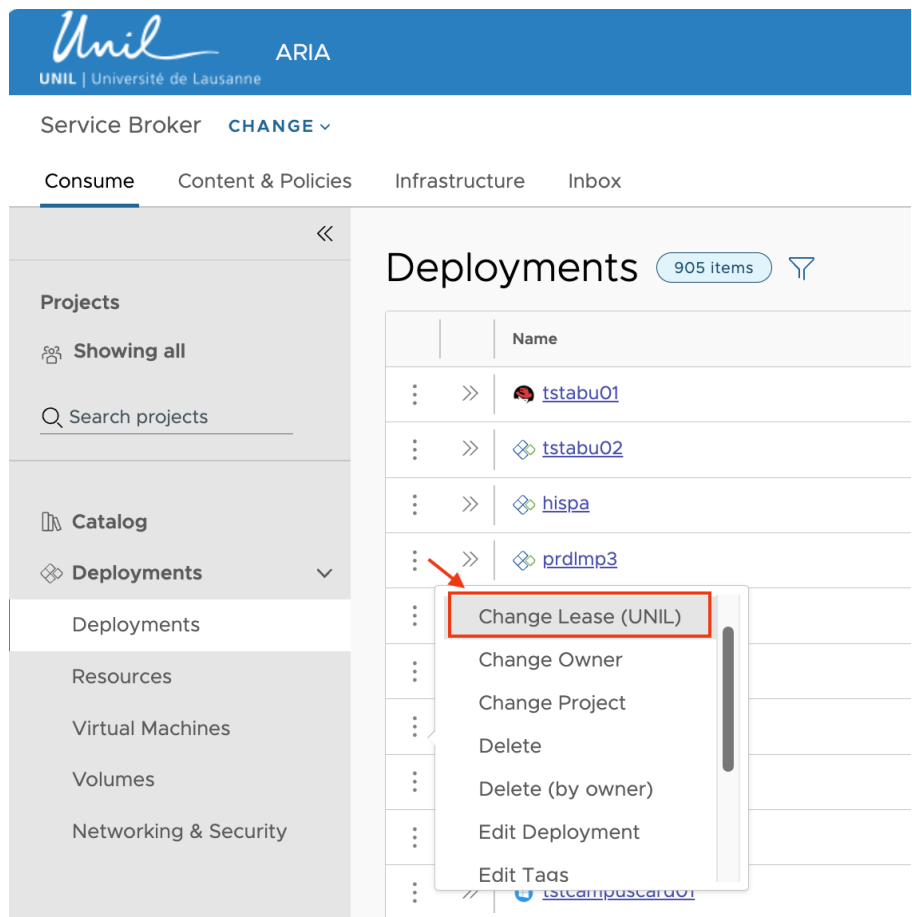 Unil
UNIL | Université de Lausanne
ARIA
Service Broker
CHANGE
Consume
Content & Policies
Infrastructure
Inbox
Projects
Showing all
Search projects
Catalog
Deployments
Deployments
Resources
Virtual Machines
Volumes
Networking & Security
Deployments
905 items
Name
tstabu01
tstabu02
hispa
prdlmp3
Change Lease (UNIL)
Change Owner
Change Project
Delete
Delete (by owner)
Edit Deployment
Edit Tags
tstcampuscard01